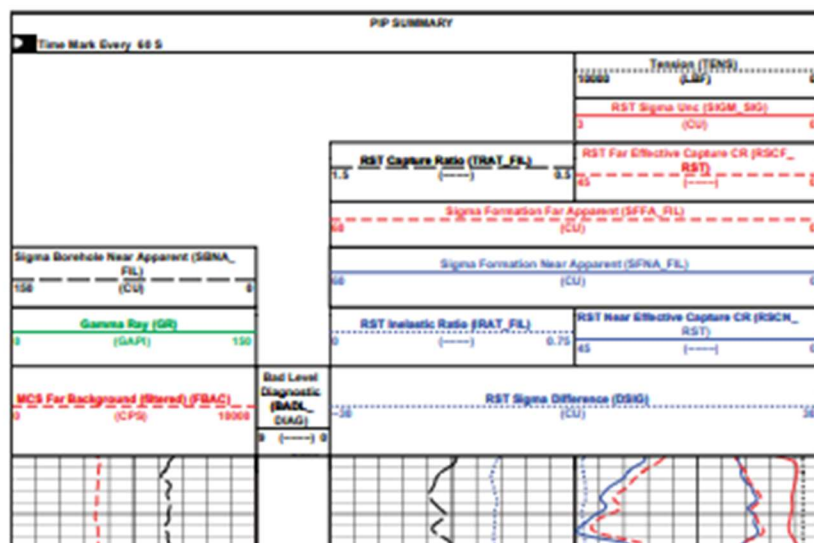 PIP SUMMARY
Time Mark Every 60 S
Tension (TENS)
10000 (LBF) 0
RST Sigma Unc (SIGM_SIG)
3 (CU) 0
RST Capture Ratio (TRAT_FIL)
1.5 (-----) 0.5
RST Far Effective Capture CR (RSCF_
RST)
45 (-----) 0
Sigma Formation Far Apparent (SFFA_FIL)
60 (CU) 0
Sigma Borehole Near Apparent (SBNA_
FIL)
150 (CU) 0
Sigma Formation Near Apparent (SFNA_FIL)
60 (CU) 0
Gamma Ray (GR)
0 (GAPI) 150
RST Inelastic Ratio (IRAT_FIL)
0 (-----) 0.75
RST Near Effective Capture CR (RSCN_
RST)
45 (-----) 0
MCS Far Background (filtered) (FBAC)
0 (CPS) 10000
Bad Level
Diagnostic
(BADL_
DIAG)
(-----) 0
RST Sigma Difference (DSIG)
-30 (CU) 30